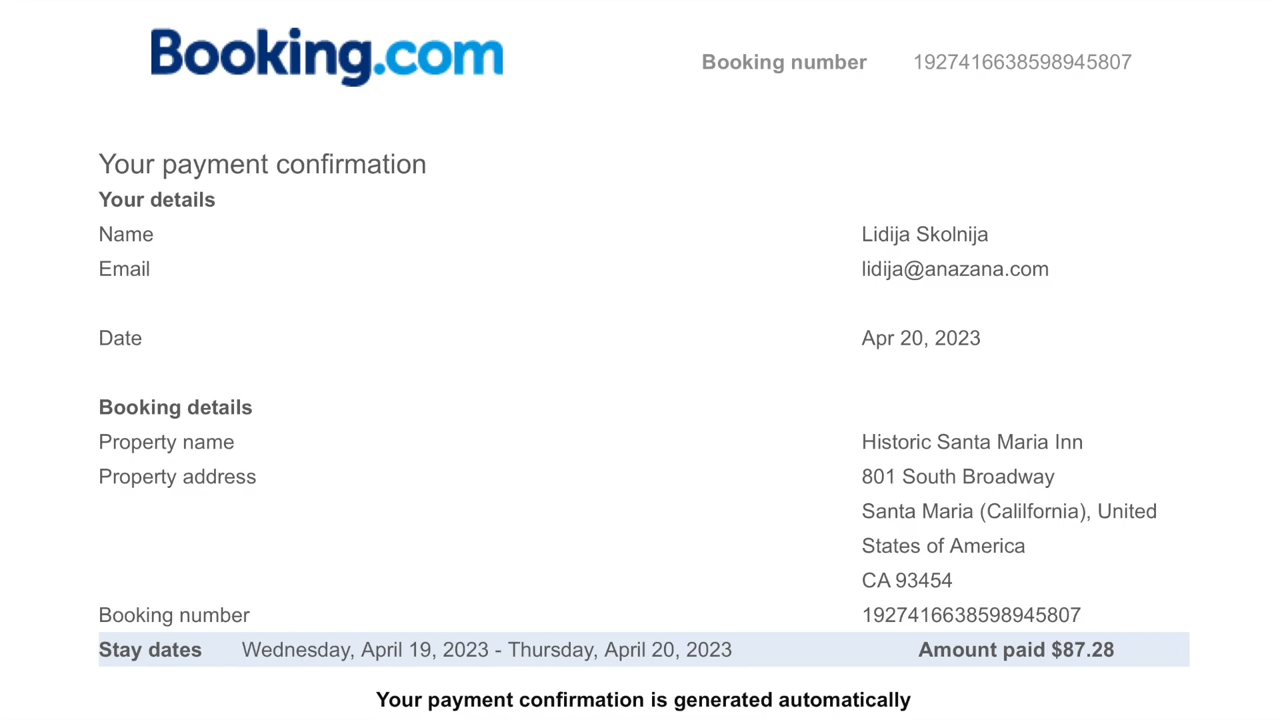 Booking.com
Booking number 1927416638598945807
Your payment confirmation
Your details
Name Lidija Skolnija
Email lidija@anazana.com
Date Apr 20, 2023
Booking details
Property name Historic Santa Maria Inn
Property address 801 South Broadway
Santa Maria (Calilfornia), United
States of America
CA 93454
Booking number 1927416638598945807
Stay dates Wednesday, April 19, 2023 - Thursday, April 20, 2023 Amount paid $87.28
Your payment confirmation is generated automatically